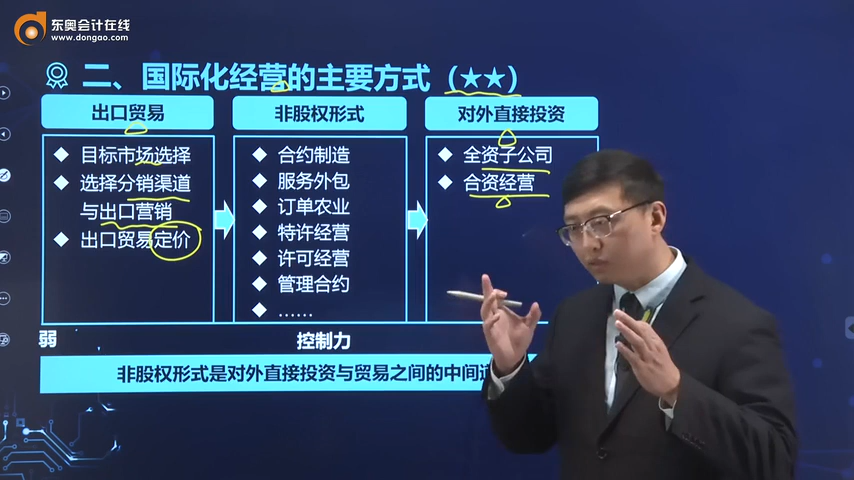 东奥会计在线
www.dongao.com
二、国际化经营的主要方式（★★）
出口贸易
目标市场选择
选择分销渠道
与出口营销
出口贸易定价
非股权形式
合约制造
服务外包
订单农业
特许经营
许可经营
管理合约
……
对外直接投资
全资子公司
合资经营
弱
控制力
非股权形式是对外直接投资与贸易之间的中间